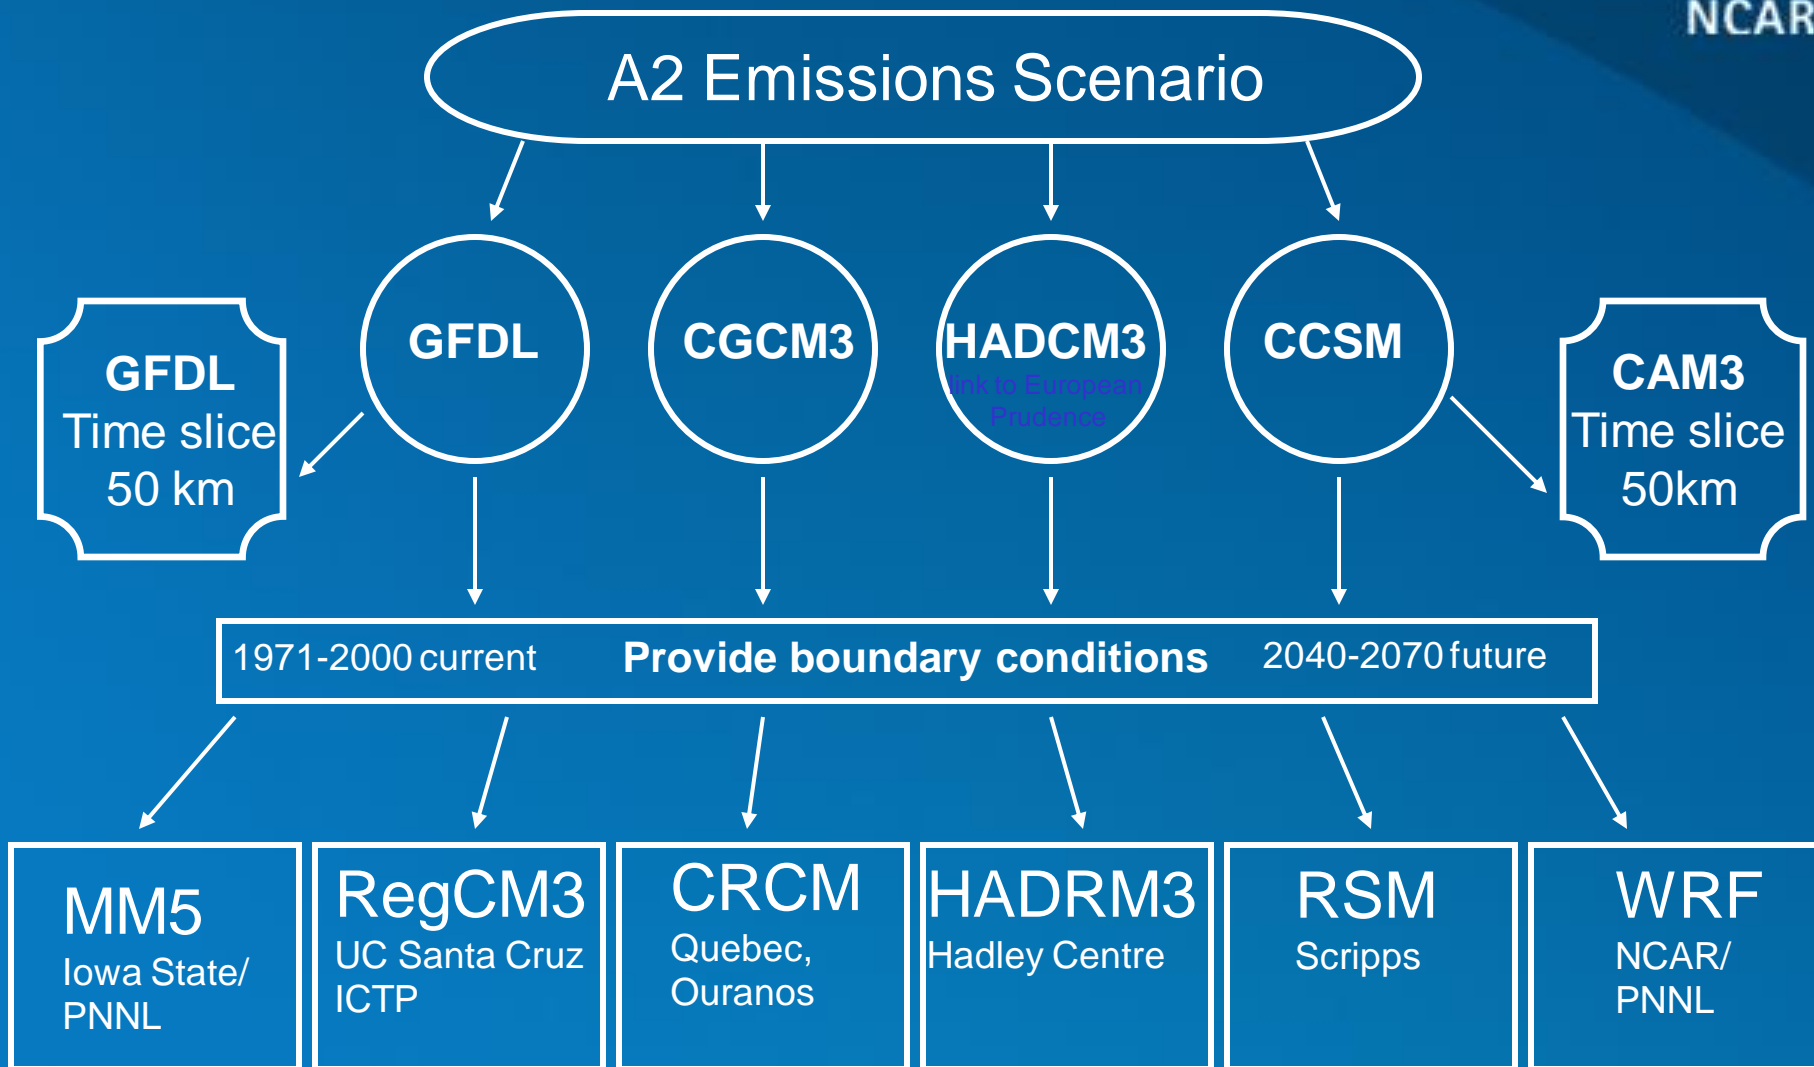 NCAR
A2 Emissions Scenario
GFDL
Time slice
50 km
GFDL
CGCM3
HADCM3
link to European
Prudence
CCSM
CAM3
Time slice
50km
1971-2000 current
Provide boundary conditions
2040-2070 future
MM5
Iowa State/
PNNL
RegCM3
UC Santa Cruz
ICTP
CRCM
Quebec,
Ouranos
HADRM3
Hadley Centre
RSM
Scripps
WRF
NCAR/
PNNL